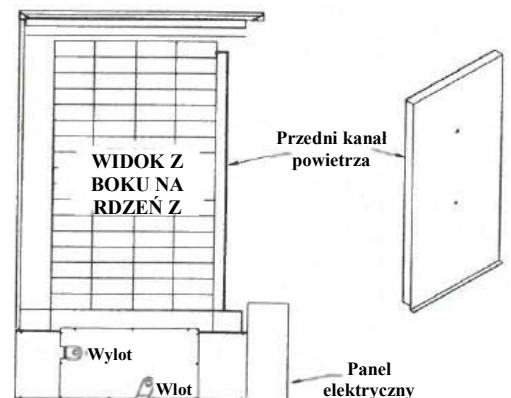 WIDOK Z
BOKU NA
RDZEŃ Z
Przedni kanał
powietrza
Wylot
Wlot
Panel
elektryczny